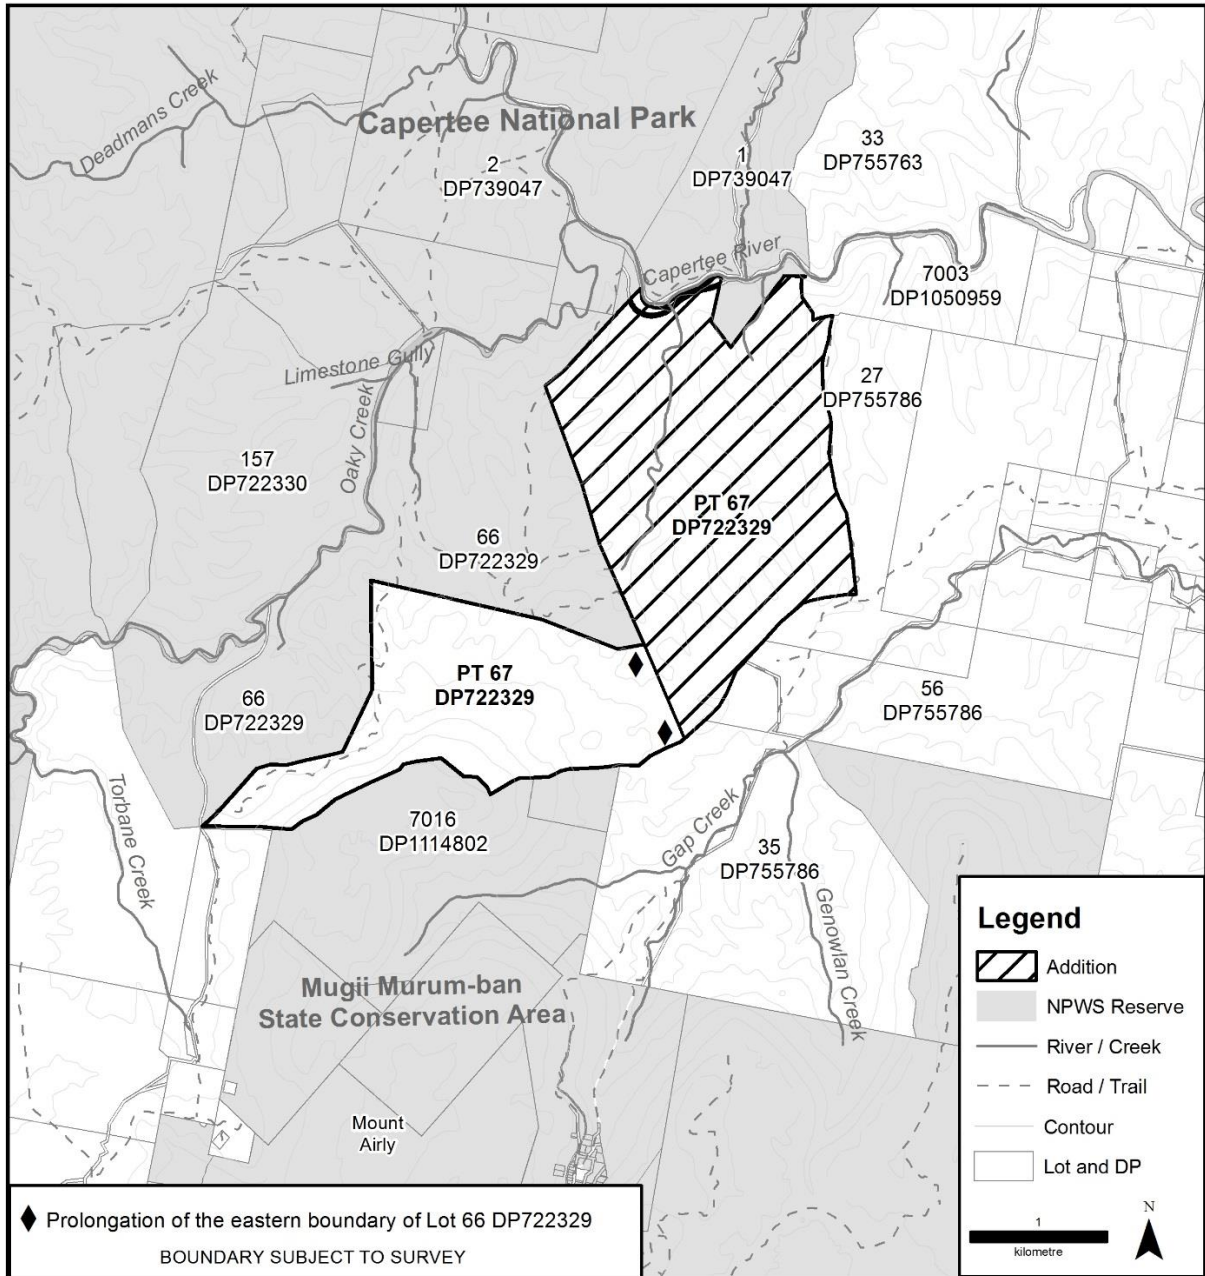 Deadmans Creek
Capertee National Park
2
DP739047
1
DP739047
33
DP755763
Capertee River
7003
DP1050959
Limestone Gully
Oaky Creek
27
DP755786
157
DP722330
PT 67
DP722329
66
DP722329
PT 67
DP722329
66
DP722329
56
DP755786
Torbane Creek
7016
DP1114802
Gap Creek
35
DP755786
Genowlan Creek
Mugii Murum-ban
State Conservation Area
Mount
Airly
Legend
Addition
NPWS Reserve
River / Creek
Road / Trail
Contour
Lot and DP
N
1
kilometre
Prolongation of the eastern boundary of Lot 66 DP722329
BOUNDARY SUBJECT TO SURVEY